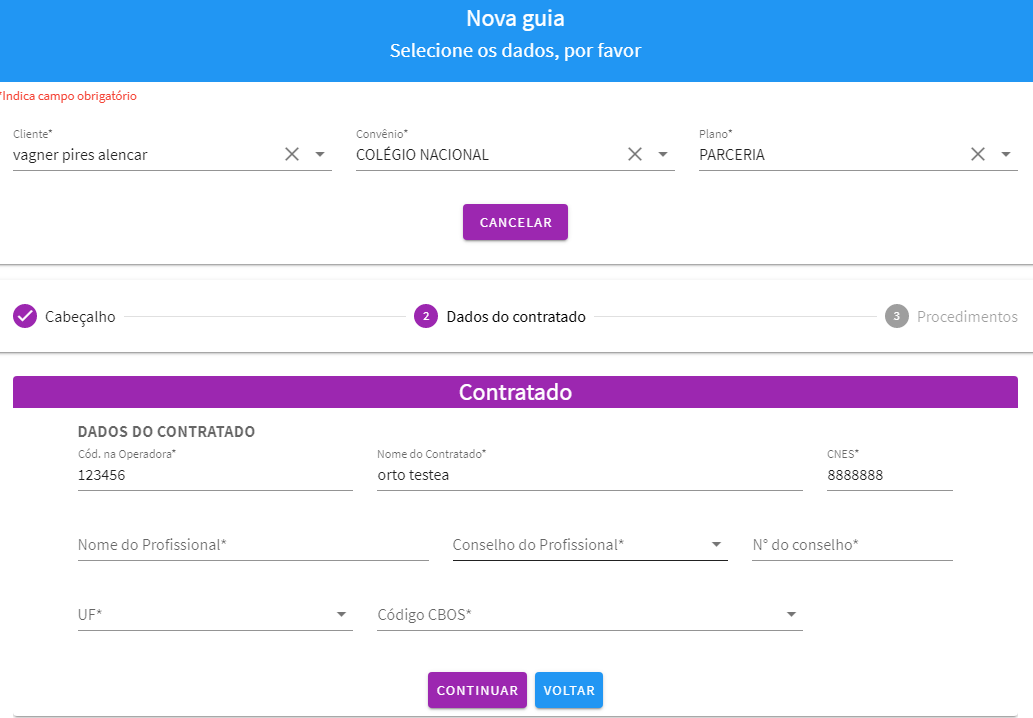 Nova guia
Selecione os dados, por favor
*Indica campo obrigatório
Cliente* Convênio* Plano*
vagner pires alencar COLÉGIO NACIONAL PARCERIA
CANCELAR
Cabeçalho 2 Dados do contratado 3 Procedimentos
Contratado
DADOS DO CONTRATADO
Cód. na Operadora* Nome do Contratado* CNES*
123456 orto testea 8888888
Nome do Profissional* Conselho do Profissional* N° do conselho*
UF* Código CBOS*
CONTINUAR VOLTAR